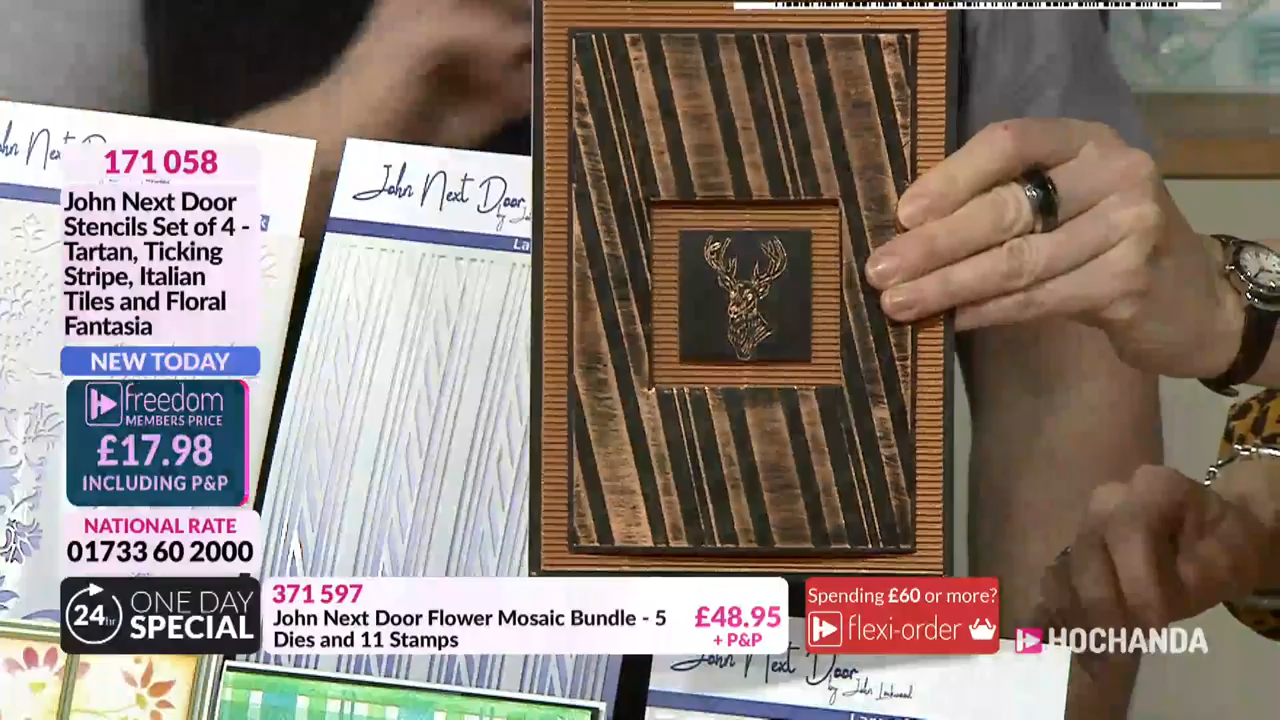 John Next Door
171 058
John Next Door
Stencils Set of 4 -
Tartan, Ticking
Stripe, Italian
Tiles and Floral
Fantasia
NEW TODAY
freedom
MEMBERS PRICE
£17.98
INCLUDING P&P
NATIONAL RATE
01733 60 2000
24hr
ONE DAY
SPECIAL
371 597
John Next Door Flower Mosaic Bundle - 5
Dies and 11 Stamps
£48.95
+ P&P
Spending £60 or more?
flexi-order
HOCHANDA
John Next Door
by John Lockwood